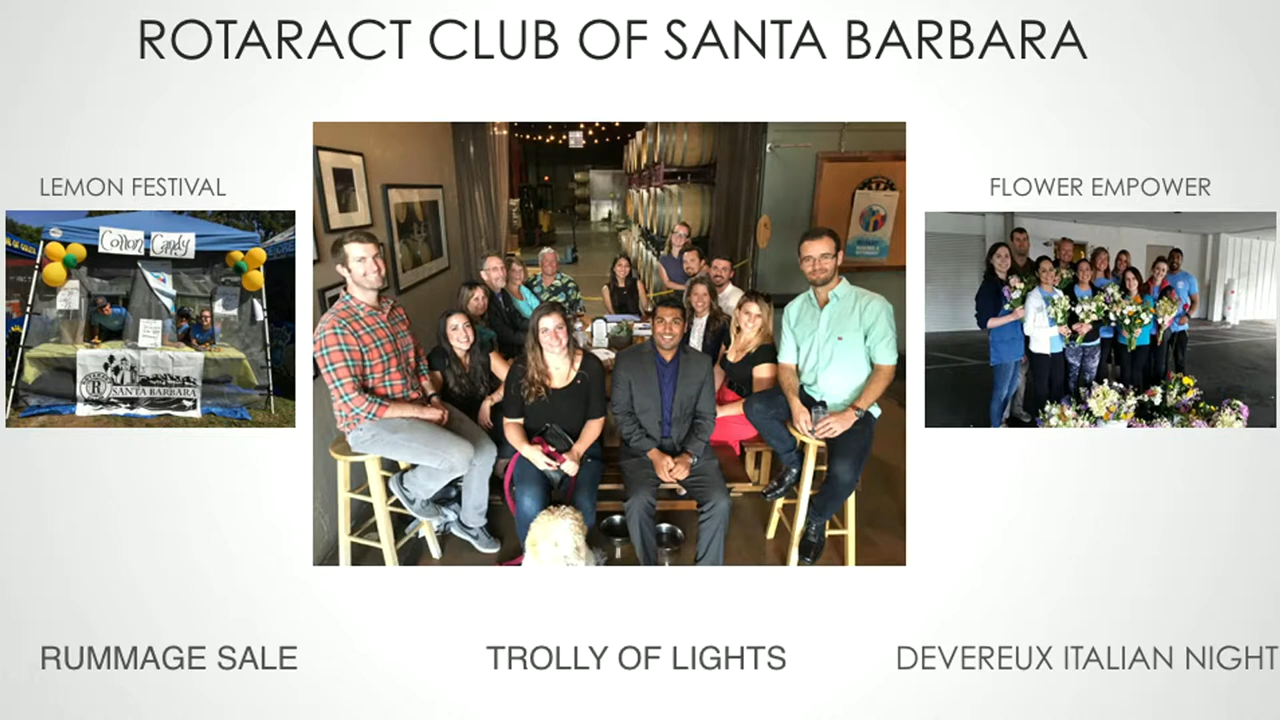 ROTARACT CLUB OF SANTA BARBARA
LEMON FESTIVAL
FLOWER EMPOWER
Cotton Candy
SANTA BARBARA
RUMMAGE SALE
TROLLY OF LIGHTS
DEVEREUX ITALIAN NIGHT